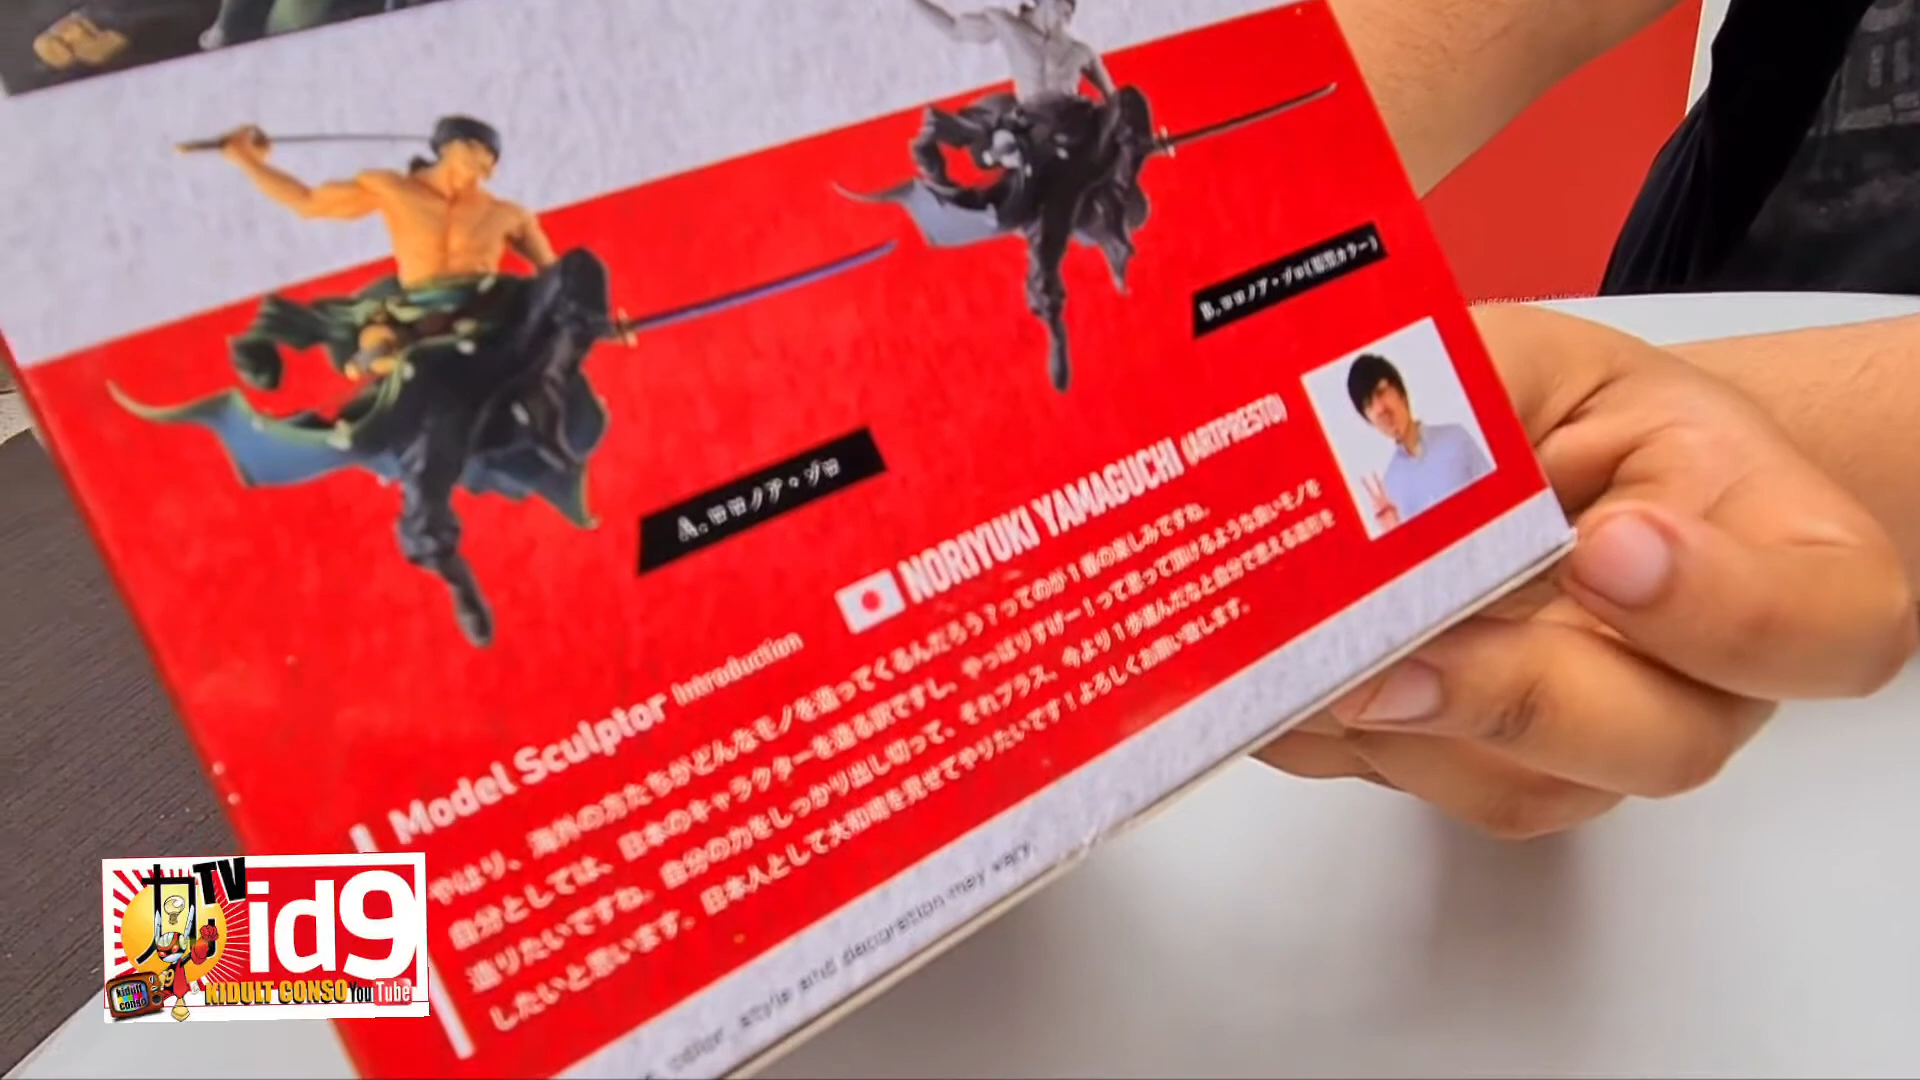 A.ロロノア・ゾロ
B.ロロノア・ゾロ(原型カラー)
NORIYUKI YAMAGUCHI (ARTPRESTO)
Model Sculptor Introduction
やはり、海外の方たちがどんなモノを造ってくるんだろう?ってのが1番の楽しみですね。
自分としては、日本のキャラクターを造る訳ですし、やっぱりすげー!って思って頂けるような良いモノを
造りたいですね。自分の力をしっかり出し切って、それプラス、今より1歩進んだなと自分で思える造形を
したいと思います。日本人として大和魂を見せてやりたいです!よろしくお願い致します。
color, style and decoration may vary.
TV
id9
kidult conso
KIDULT CONSO YouTube